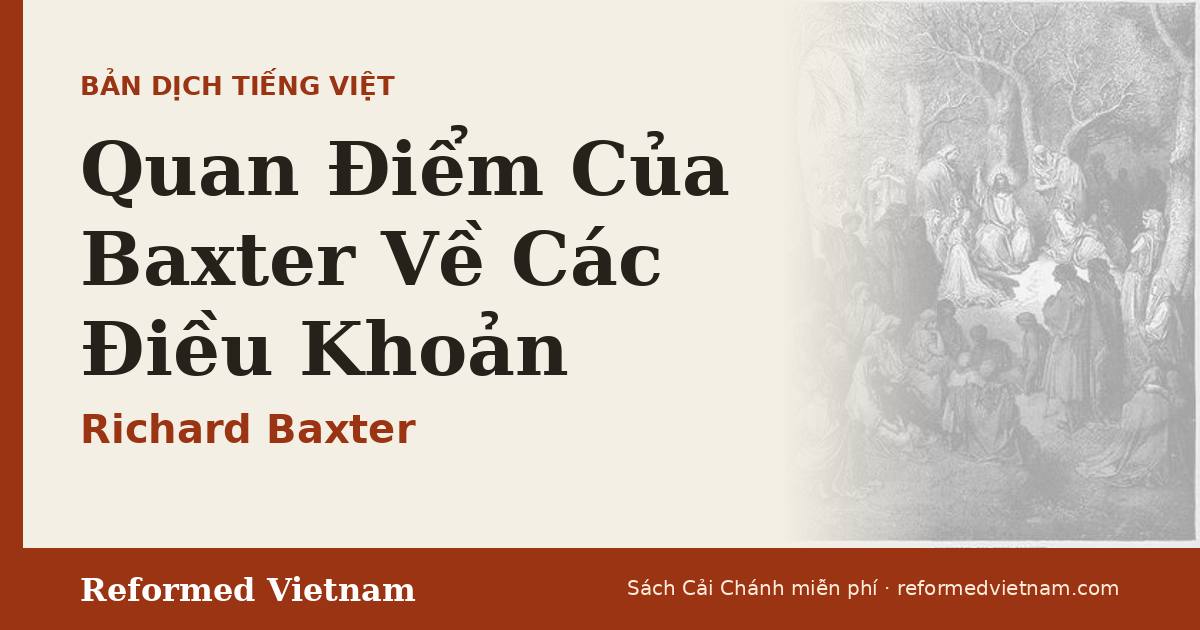 BẢN DỊCH TIẾNG VIỆT
Quan Điểm Của
Baxter Về Các
Điều Khoản
Richard Baxter
Reformed Vietnam
Sách Cải Chánh miễn phí · reformedvietnam.com